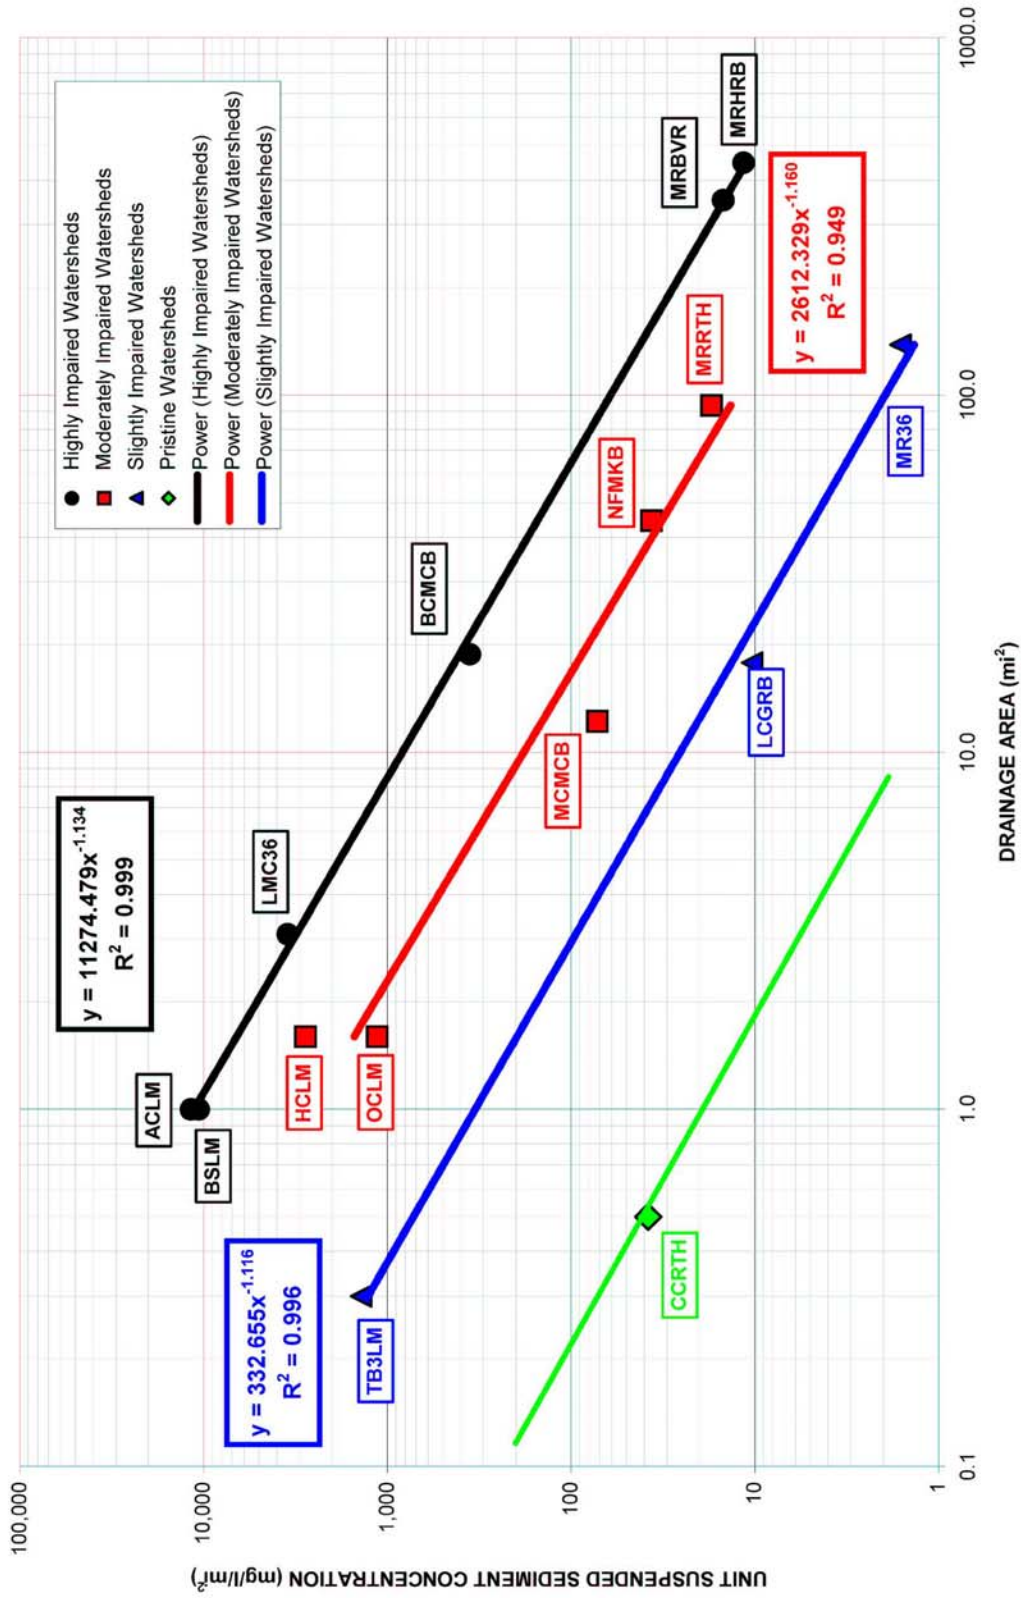 Highly Impaired Watersheds
Moderately Impaired Watersheds
Slightly Impaired Watersheds
Pristine Watersheds
Power (Highly Impaired Watersheds)
Power (Moderately Impaired Watersheds)
Power (Slightly Impaired Watersheds)
y = 11274.479x^-1.134
R² = 0.999
y = 332.655x^-1.116
R² = 0.996
y = 2612.329x^-1.160
R² = 0.949
ACLM
BSLM
LMC36
BCMCB
MRBVR
MRHRB
HCLM
OCLM
MCMCB
NFMKB
MRRTH
TB3LM
LCGRB
MR36
CCRTH
UNIT SUSPENDED SEDIMENT CONCENTRATION (mg/l/mi²)
100,000
10,000
1,000
100
10
1
0.1
1.0
10.0
100.0
1000.0
DRAINAGE AREA (mi²)